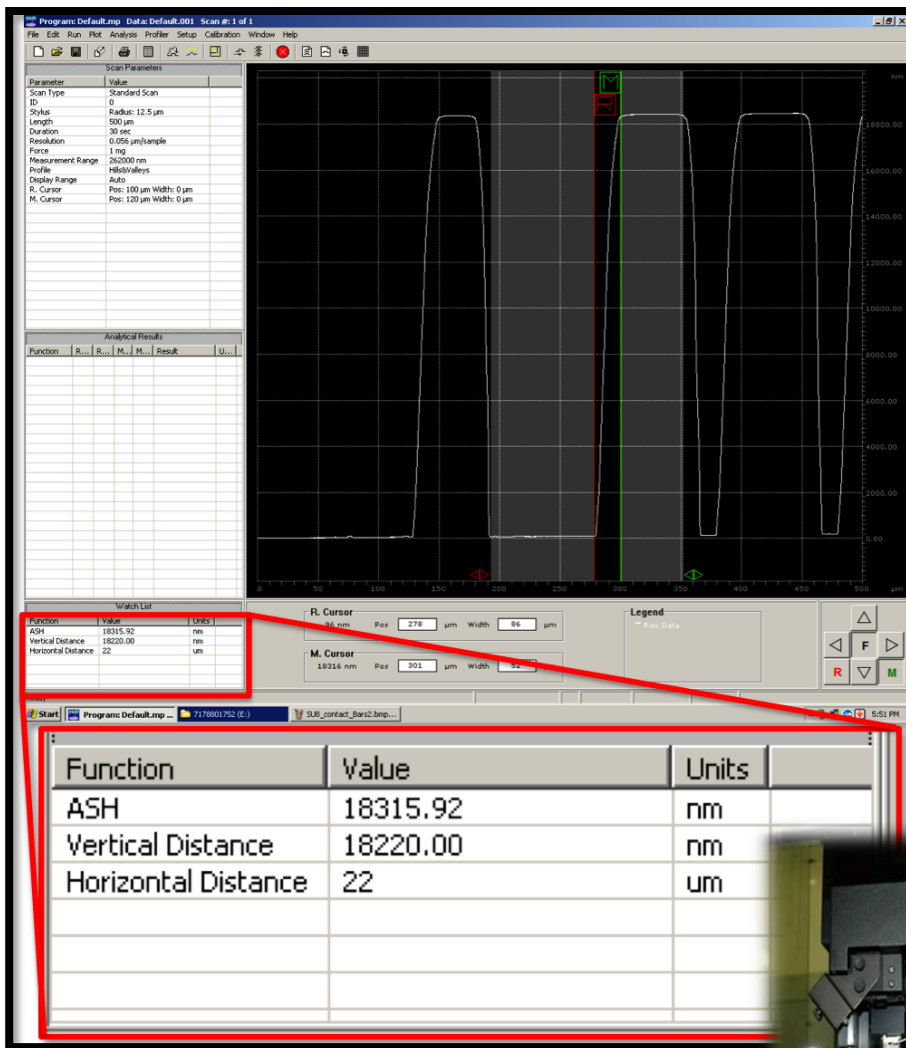 Program: Default.mp Data: Default.001 Scan #: 1 of 1
File Edit Run Plot Analysis Profiler Setup Calibration Window Help
Scan Parameters
Parameter Value
Scan Type Standard Scan
ID 0
Stylus Radius: 12.5 µm
Length 500 µm
Duration 30 sec
Resolution 0.056 µm/sample
Force 1 mg
Measurement Range 262000 nm
Profile Hills&Valleys
Display Range Auto
R. Cursor Pos: 100 µm Width: 0 µm
M. Cursor Pos: 120 µm Width: 0 µm
nm
M
R
18000.00
16000.00
14000.00
12000.00
10000.00
8000.00
6000.00
4000.00
2000.00
0.00
0 50 100 150 200 250 300 350 400 450 500 µm
Analytical Results
Function R... R... M... M... Result U...
Watch List
Function Value Units
ASH 18315.92 nm
Vertical Distance 18220.00 nm
Horizontal Distance 22 um
R. Cursor
96 nm Pos 278 µm Width 86 µm
M. Cursor
18316 nm Pos 301 µm Width 52
Legend
Raw Data
F
R M
Start Program: Default.mp ... 7178801752 (E:) SU8_contact_Bars2.bmp... 5:51 PM
Function Value Units
ASH 18315.92 nm
Vertical Distance 18220.00 nm
Horizontal Distance 22 um